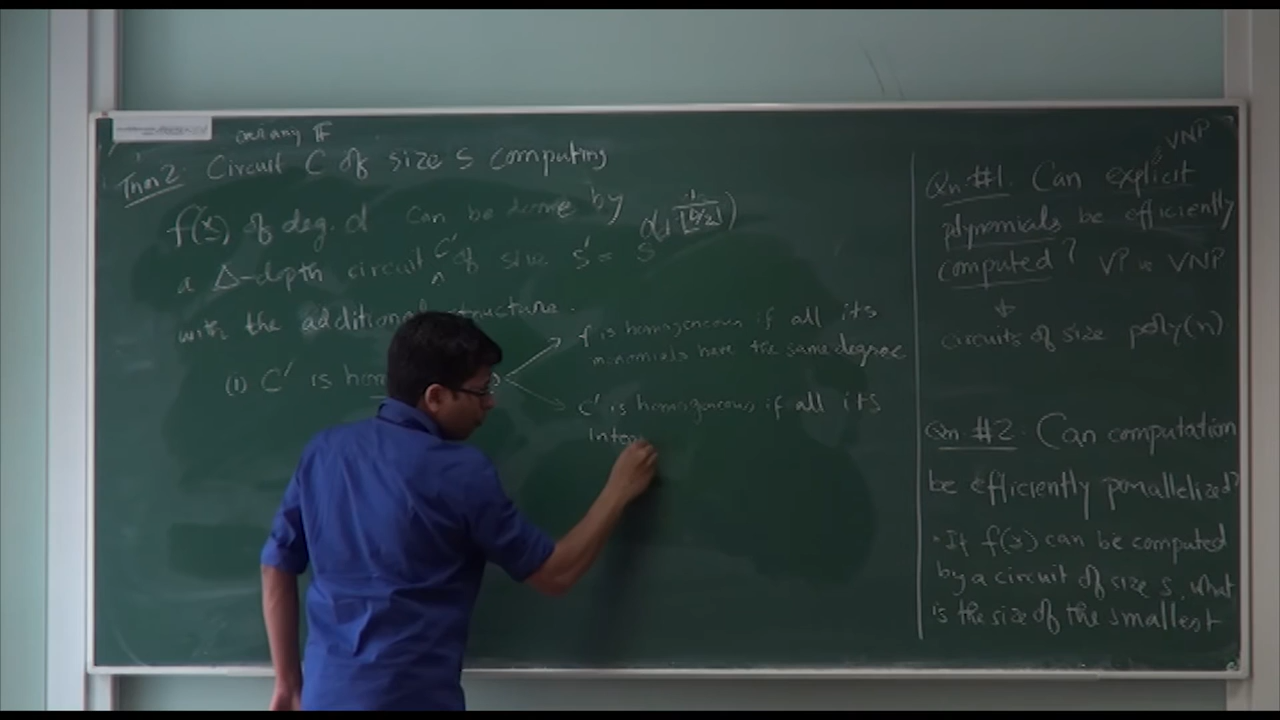 over any F
Thm 2: Circuit C of size s computing
f(x) of deg. d can be done by
a Δ-depth circuit C' of size s' = s
with the additional structure.
(1) C' is
f is homogeneous if all its
monomials have the same degree
C' is homogeneous if all its
inter
VNP
Qn #1. Can explicit
polynomials be efficiently
computed? VP vs VNP
circuits of size poly(n)
Qn #2. Can computation
be efficiently parallelized?
· If f(x) can be computed
by a circuit of size s, what
is the size of the smallest